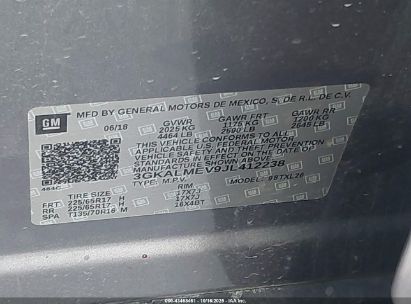 MFD BY GENERAL MOTORS DE MEXICO, S. DE R.L. DE C.V.
GM
06/18 GVWR GAWR FRT GAWR RR
2025 KG 1175 KG 1200 KG
4464 LB 2590 LB 2646 LB
THIS VEHICLE CONFORMS TO ALL
APPLICABLE U.S. FEDERAL MOTOR
VEHICLE SAFETY AND THEFT PREVENTION
STANDARDS IN EFFECT ON THE DATE OF
MANUFACTURE SHOWN ABOVE.
3GKALMEV9JL412238
TYPE: M.P.V. MODEL:
TIRE SIZE RIM
FRT 225/65R17 H 17X7J
RR 225/65R17 H 17X7J
SPA T135/70R16 M 16X4BT